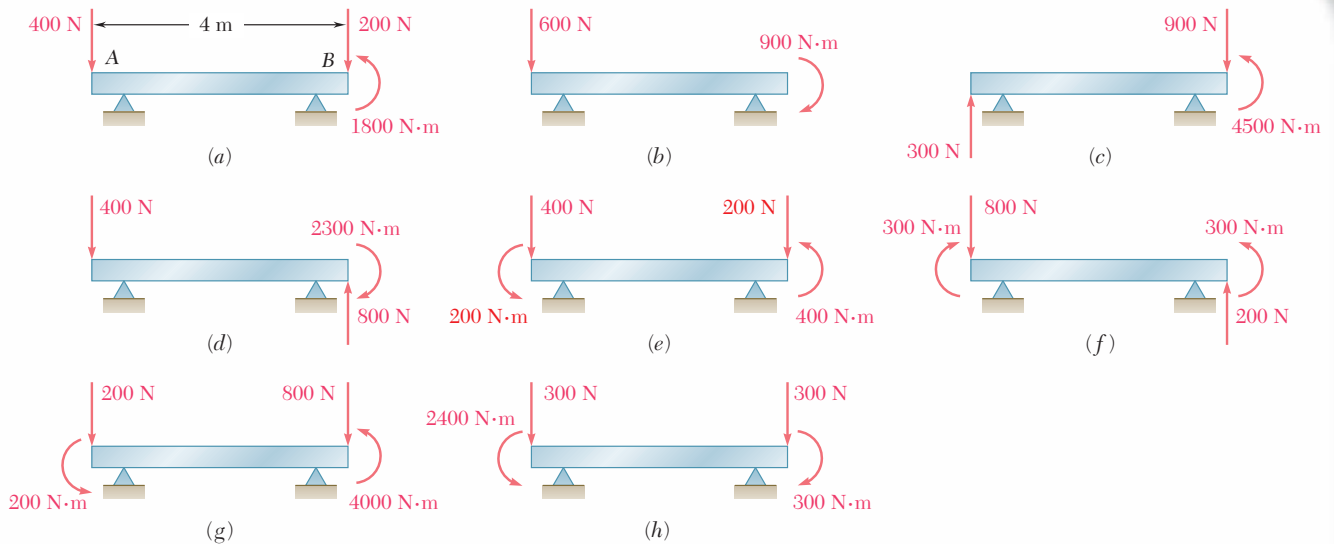 400 N
4 m
200 N
A
B
1800 N·m
(a)
600 N
900 N·m
(b)
900 N
300 N
4500 N·m
(c)
400 N
2300 N·m
800 N
(d)
400 N
200 N
200 N·m
400 N·m
(e)
800 N
300 N·m
300 N·m
200 N
(f)
200 N
800 N
200 N·m
4000 N·m
(g)
300 N
300 N
2400 N·m
300 N·m
(h)